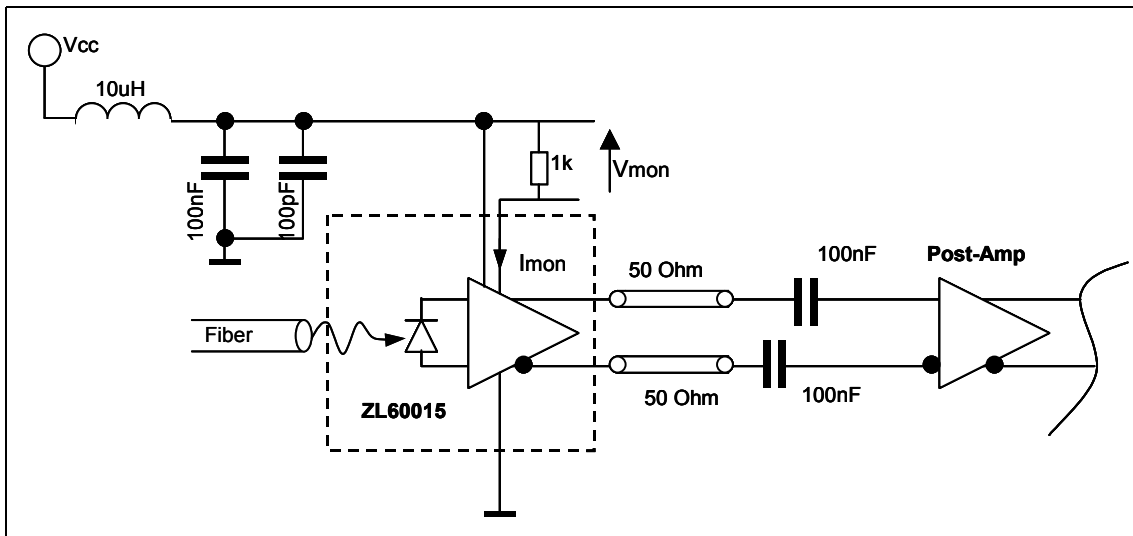 Vcc
10uH
100nF
100pF
1k
Vmon
Imon
Fiber
ZL60015
50 Ohm
50 Ohm
100nF
100nF
Post-Amp